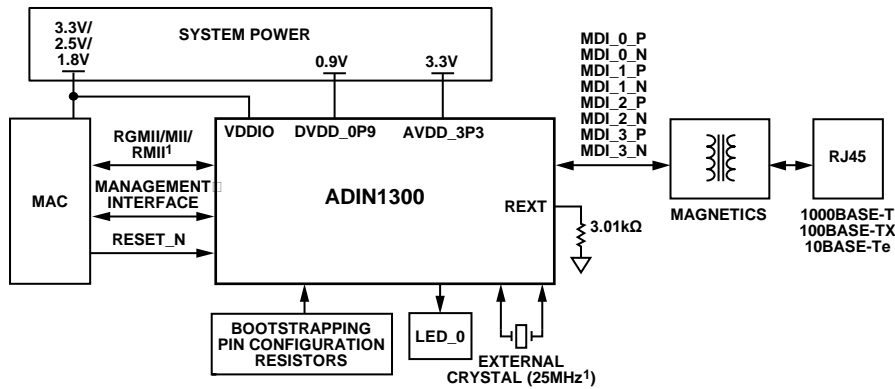 SYSTEM POWER
3.3V/
2.5V/
1.8V
0.9V
3.3V
MDI_0_P
MDI_0_N
MDI_1_P
MDI_1_N
MDI_2_P
MDI_2_N
MDI_3_P
MDI_3_N
VDDIO
DVDD_0P9
AVDD_3P3
MAC
RGMII/MII/
RMII¹
MANAGEMENT
INTERFACE
RESET_N
ADIN1300
REXT
3.01kΩ
MAGNETICS
RJ45
1000BASE-T
100BASE-TX
10BASE-Te
BOOTSTRAPPING
PIN CONFIGURATION
RESISTORS
LED_0
EXTERNAL
CRYSTAL (25MHz¹)